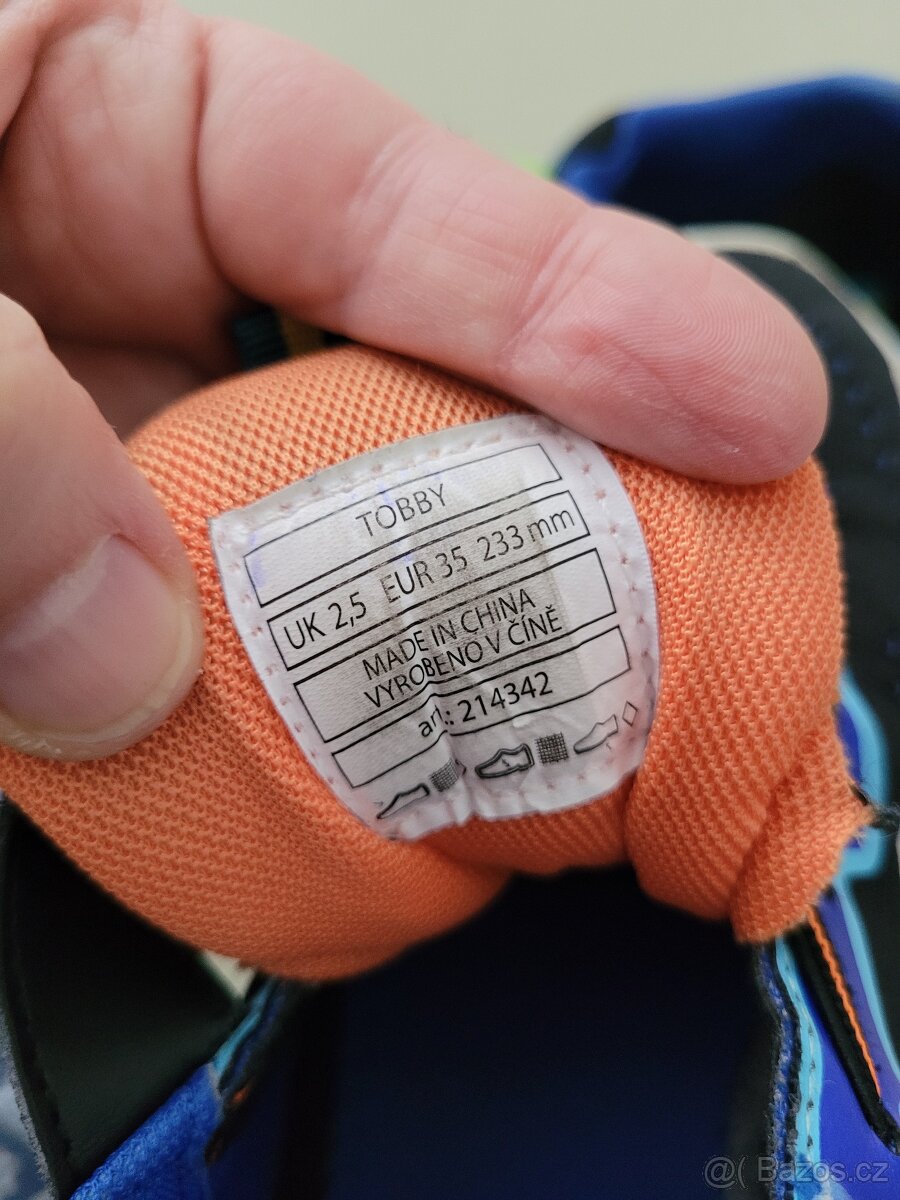 TOBBY
UK 2,5 EUR 35 233 mm
MADE IN CHINA
VYROBENO V ČÍNĚ
art.: 214342
@( Bazos.cz